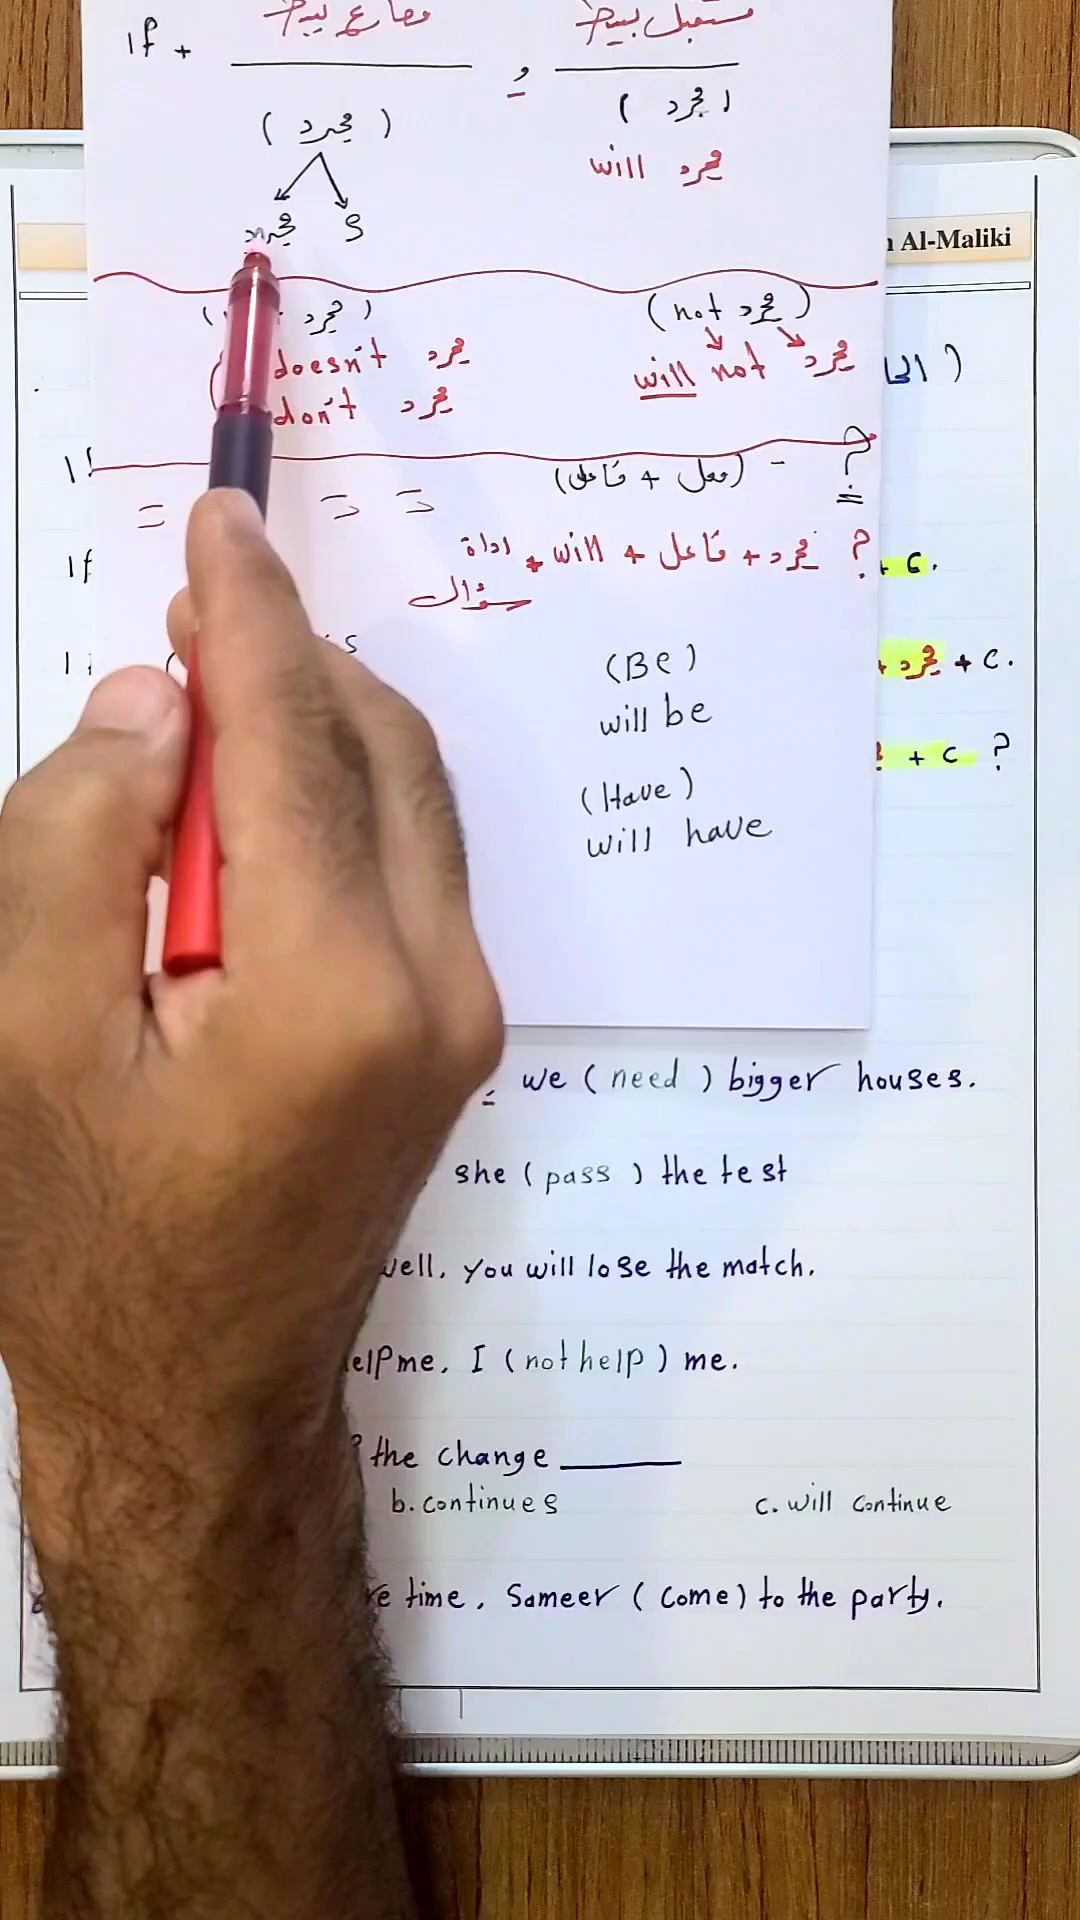 If + مضارع بسيط , مستقبل بسيط
( مجرد ) ( مجرد )
will مجرد
مجرد s
Al-Maliki
( مجرد ) (not مجرد)
doesn't مجرد will not مجرد
don't مجرد
(فعل + فاعل) - ?
If
اداة سؤال + will + فاعل + مجرد ?
+ C.
s
(Be)
+ مجرد + C.
will be
+ C ?
(Have)
will have
, we (need) bigger houses.
she (pass) the test
well, you will lose the match.
me, I (not help) me.
the change ______
b. continues c. will continue
time, Sameer (come) to the party.